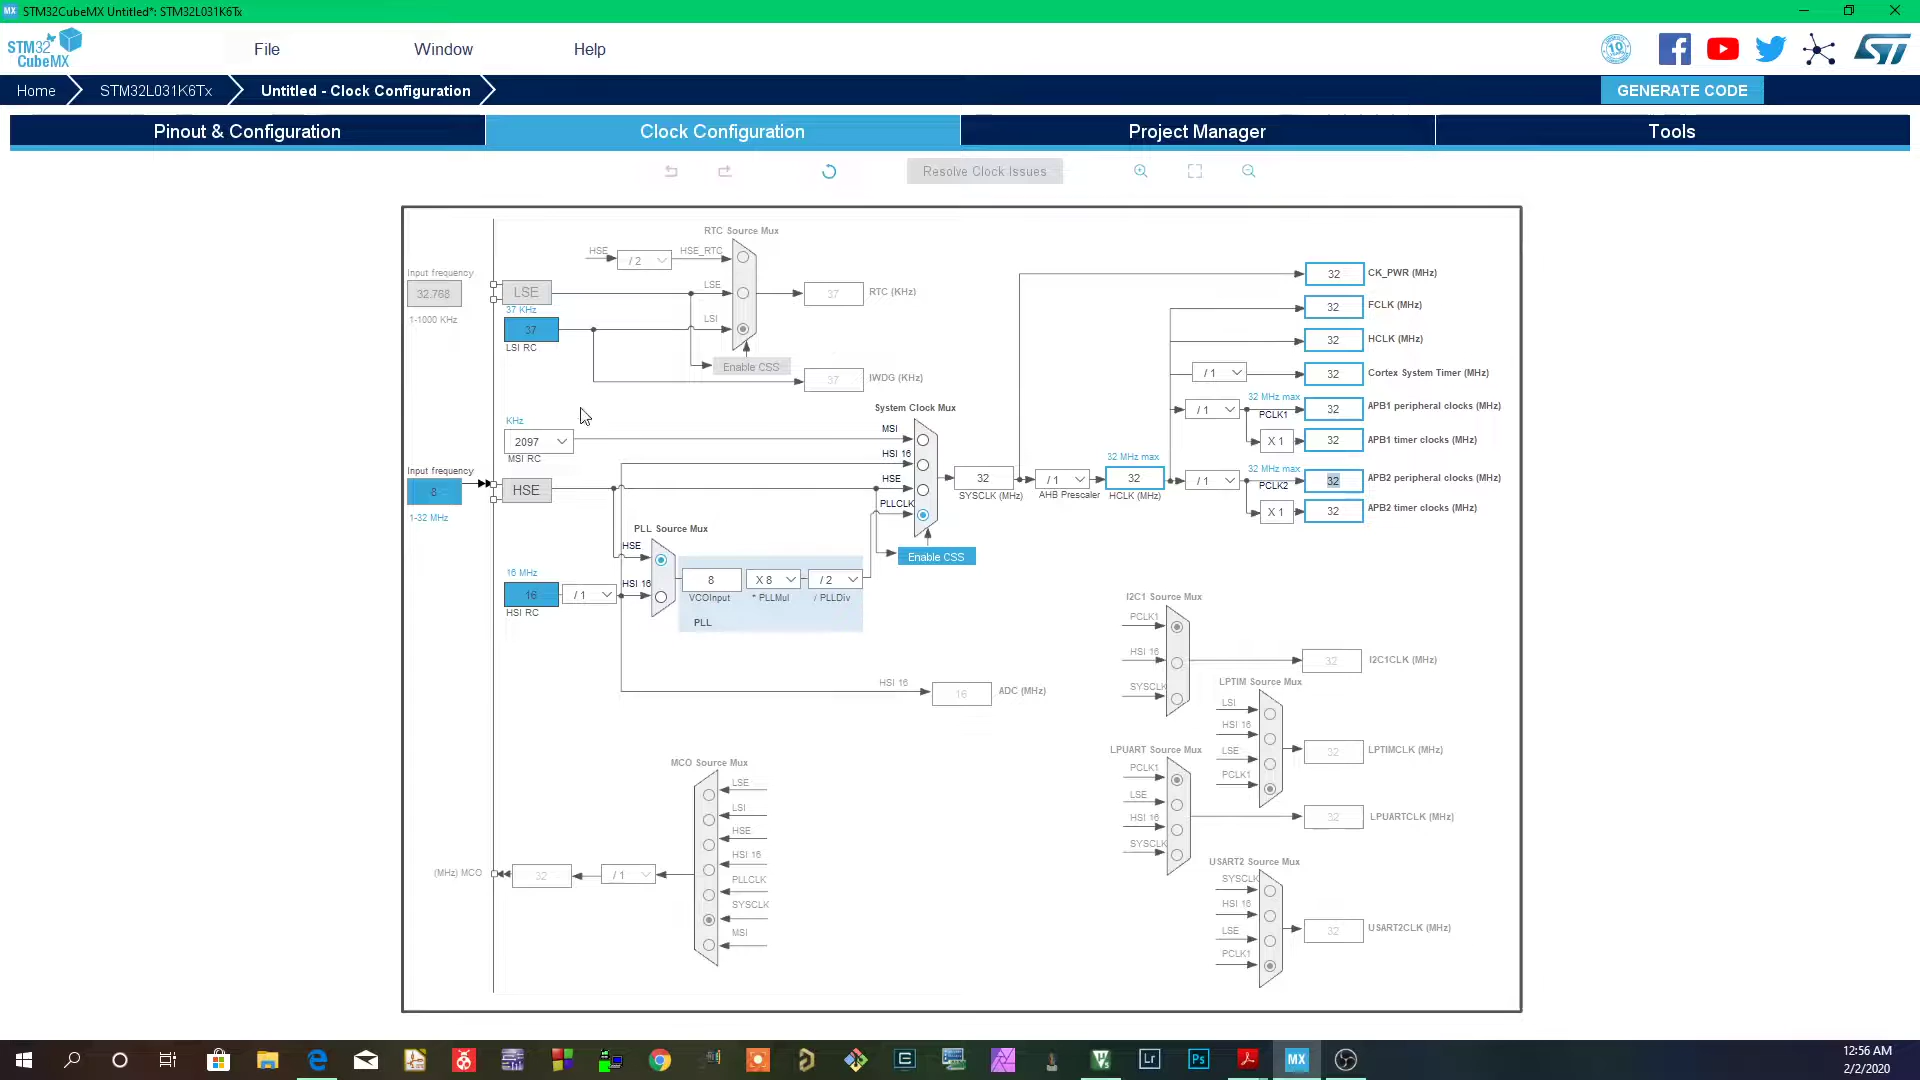 MX STM32CubeMX Untitled*: STM32L031K6Tx
STM32
CubeMX
File
Window
Help
10
Home
STM32L031K6Tx
Untitled - Clock Configuration
GENERATE CODE
Pinout & Configuration
Clock Configuration
Project Manager
Tools
Resolve Clock Issues
RTC Source Mux
HSE
/ 2
HSE_RTC
Input frequency
32.768
1-1000 KHz
LSE
LSE
37 KHz
37
LSI RC
LSI
37
RTC (KHz)
Enable CSS
37
IWDG (KHz)
32
CK_PWR (MHz)
32
FCLK (MHz)
32
HCLK (MHz)
/ 1
32
Cortex System Timer (MHz)
32 MHz max
/ 1
PCLK1
32
APB1 peripheral clocks (MHz)
X 1
32
APB1 timer clocks (MHz)
32 MHz max
/ 1
PCLK2
32
APB2 peripheral clocks (MHz)
X 1
32
APB2 timer clocks (MHz)
System Clock Mux
KHz
2097
MSI RC
MSI
HSI 16
HSE
PLLCLK
Input frequency
8
1-32 MHz
HSE
32
SYSCLK (MHz)
/ 1
AHB Prescaler
32 MHz max
32
HCLK (MHz)
Enable CSS
PLL Source Mux
HSE
HSI 16
16 MHz
16
HSI RC
/ 1
8
VCOInput
X 8
* PLLMul
/ 2
/ PLLDiv
PLL
HSI 16
16
ADC (MHz)
I2C1 Source Mux
PCLK1
HSI 16
SYSCLK
32
I2C1CLK (MHz)
LPTIM Source Mux
LSI
HSI 16
LSE
PCLK1
32
LPTIMCLK (MHz)
LPUART Source Mux
PCLK1
LSE
HSI 16
SYSCLK
32
LPUARTCLK (MHz)
USART2 Source Mux
SYSCLK
HSI 16
LSE
PCLK1
32
USART2CLK (MHz)
MCO Source Mux
LSE
LSI
HSE
HSI 16
PLLCLK
SYSCLK
MSI
(MHz) MCO
32
/ 1
Lr
Ps
MX
12:56 AM
2/2/2020